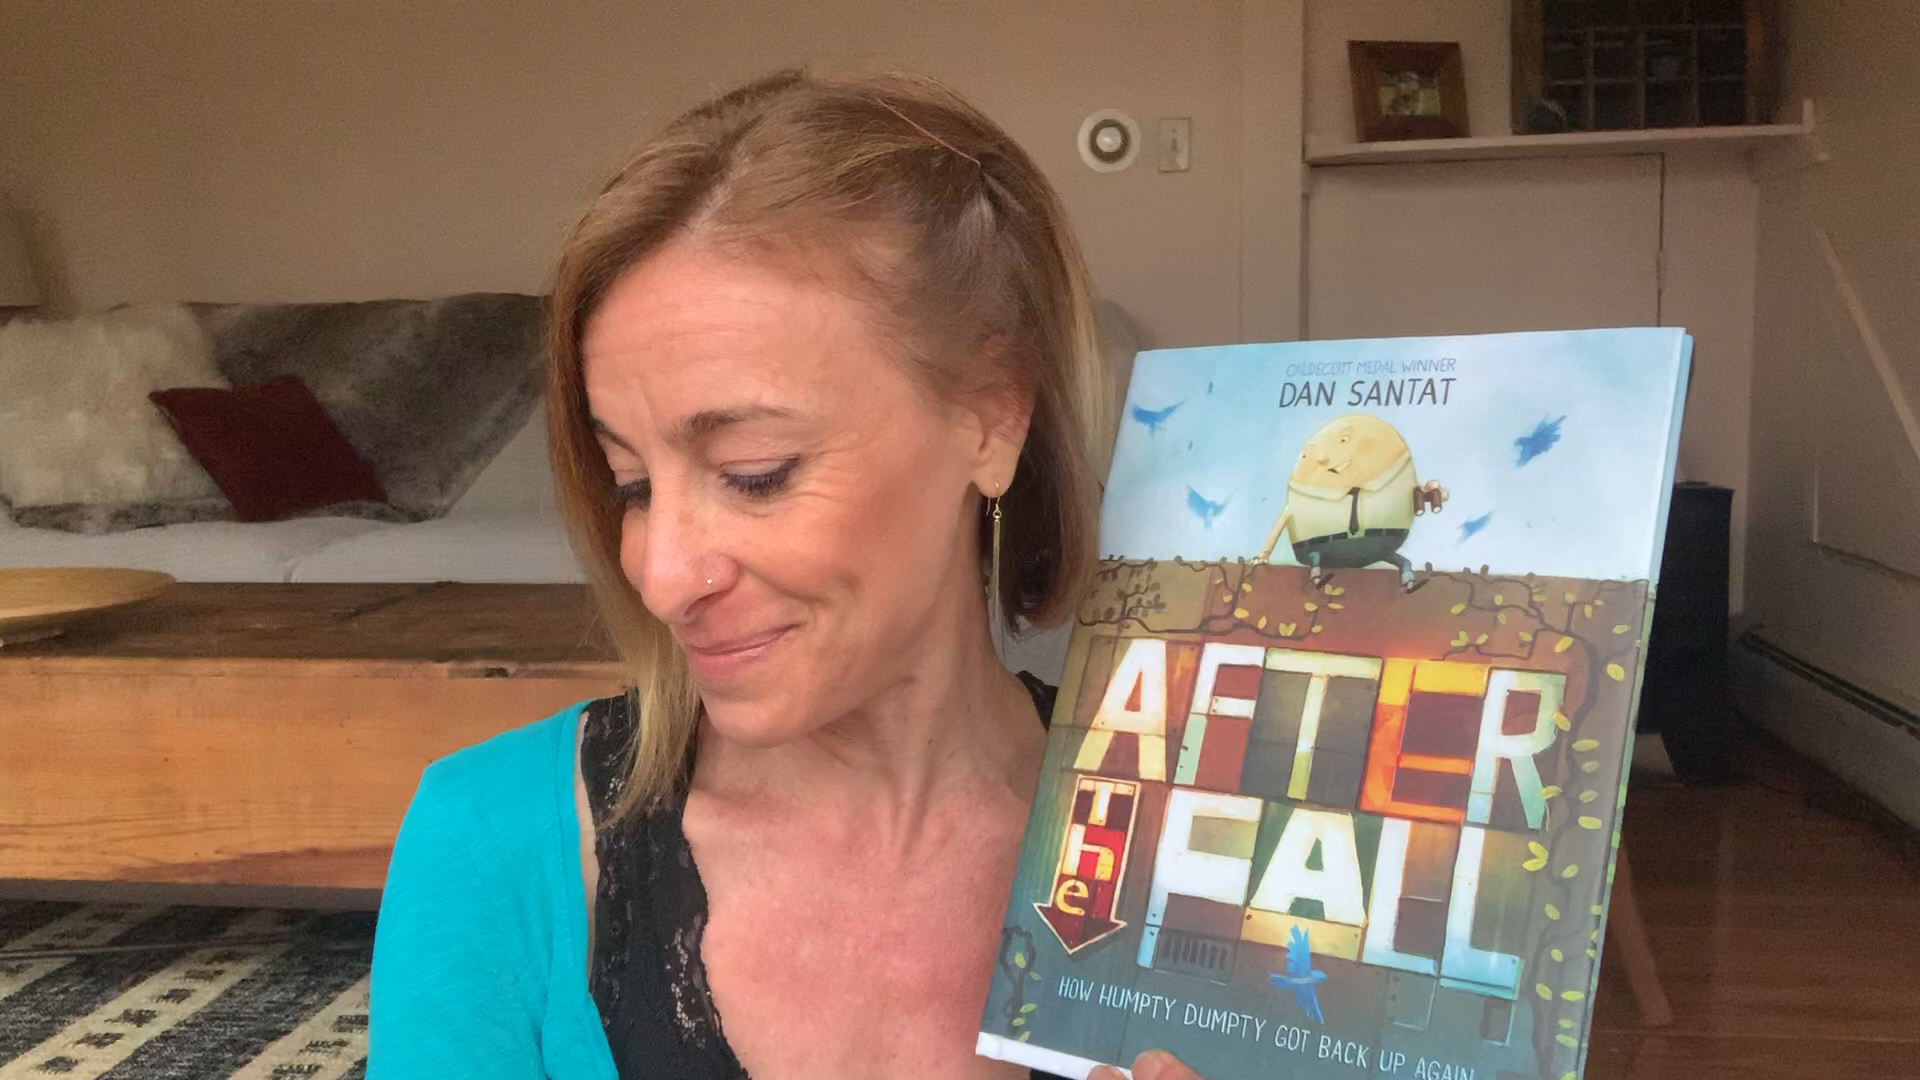 CALDECOTT MEDAL WINNER
DAN SANTAT
AFTER
The
FALL
HOW HUMPTY DUMPTY GOT BACK UP AGAIN